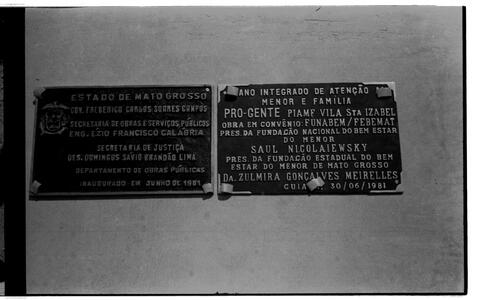 ESTADO DE MATO GROSSO
GOV. FREDERICO CARLOS SOARES CAMPOS
SECRETARIA DE OBRAS E SERVIÇOS PÚBLICOS
ENG. EZIO FRANCISCO CALABRIA
SECRETARIA DE JUSTIÇA
DES. DOMINGOS SAVIO BRANDÃO LIMA
DEPARTAMENTO DE OBRAS PÚBLICAS
INAUGURADO EM JUNHO DE 1981
ANO INTEGRADO DE ATENÇÃO
MENOR E FAMILIA
PRO-GENTE PIAMF VILA STA IZABEL
OBRA EM CONVÊNIO: FUNABEM/FEBEMAT
PRES. DA FUNDAÇÃO NACIONAL DO BEM ESTAR
DO MENOR
SAUL NICOLAIEWSKY
PRES. DA FUNDAÇÃO ESTADUAL DO BEM
ESTAR DO MENOR DE MATO GROSSO
DA. ZULMIRA GONÇALVES MEIRELLES
CUIA 30/06/1981